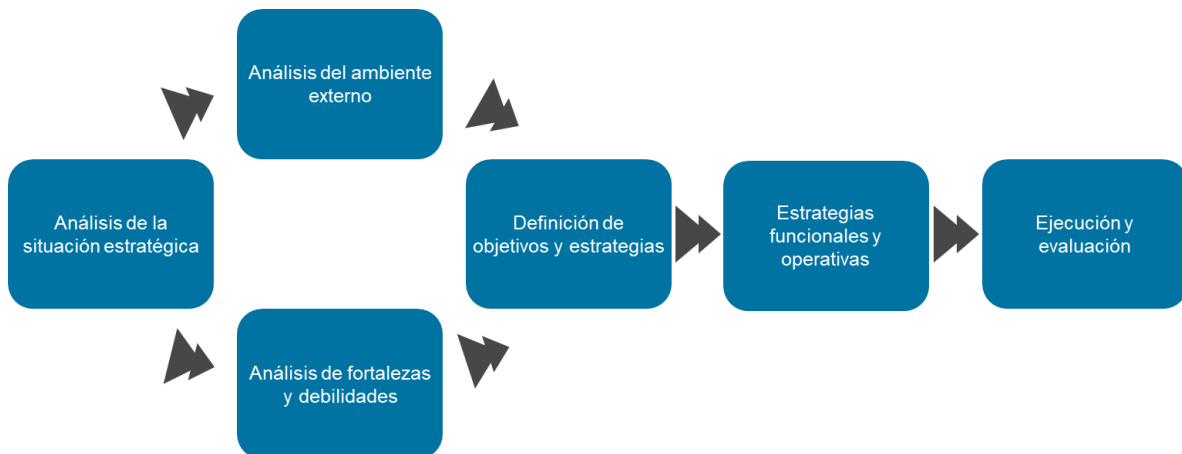 Análisis del ambiente
externo
Análisis de la
situación estratégica
Definición de
objetivos y estrategias
Estrategias
funcionales y
operativas
Ejecución y
evaluación
Análisis de fortalezas
y debilidades